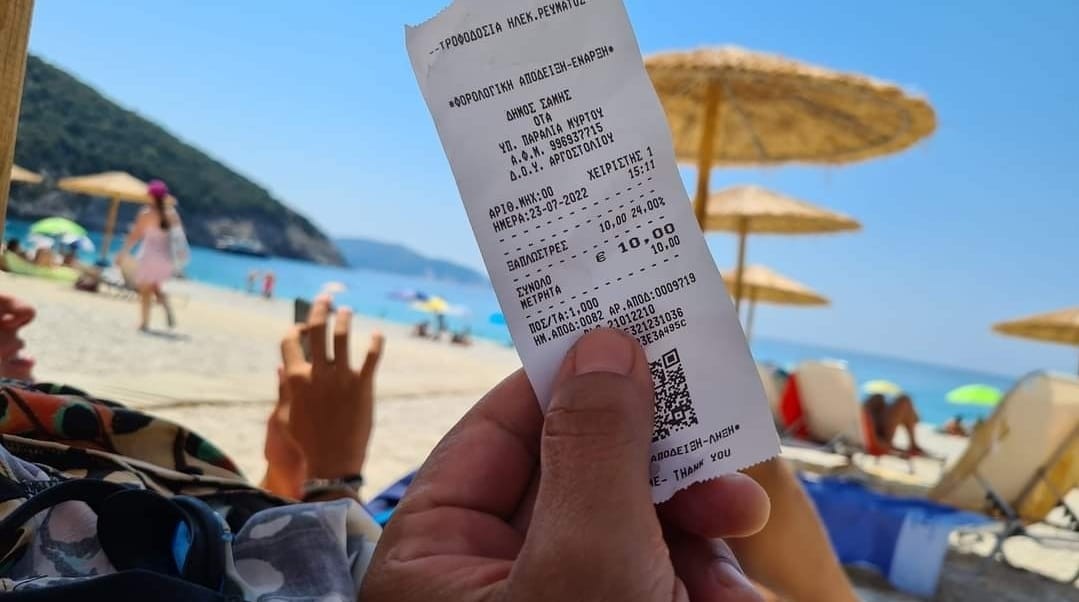 --ΤΡΟΦΟΔΟΣΙΑ ΗΛΕΚ.ΡΕΥΜΑΤΟΣ
*ΦΟΡΟΛΟΓΙΚΗ ΑΠΟΔΕΙΞΗ-ΕΝΑΡΞΗ*
ΔΗΜΟΣ ΣΑΜΗΣ
ΟΤΑ
ΥΠ. ΠΑΡΑΛΙΑ ΜΥΡΤΟΥ
Α.Φ.Μ. 996937715
Δ.Ο.Υ. ΑΡΓΟΣΤΟΛΙΟΥ
ΑΡΙΘ.ΜΗΧ:00 ΧΕΙΡΙΣΤΗΣ 1
ΗΜΕΡΑ:23-07-2022 15:11
10,00 24,00%
ΞΑΠΛΩΣΤΡΕΣ € 10,00
ΣΥΝΟΛΟ 10,00
ΜΕΤΡΗΤΑ
ΠΟΣ/ΤΑ:1,000
ΗΜ.ΑΠΟΔ:0082 ΑΡ.ΑΠΟΔ:0009719
21012210
321231036
ΑΠΟΔΕΙΞΗ-ΛΗΞΗ*
- THANK YOU